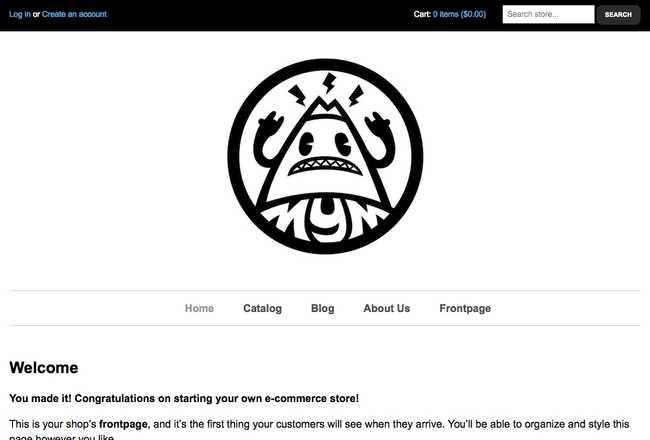 Log in or Create an account
Cart: 0 items ($0.00)
Search store...
SEARCH
MYM
Home Catalog Blog About Us Frontpage
Welcome
You made it! Congratulations on starting your own e-commerce store!
This is your shop's frontpage, and it's the first thing your customers will see when they arrive. You'll be able to organize and style this
page however you like.